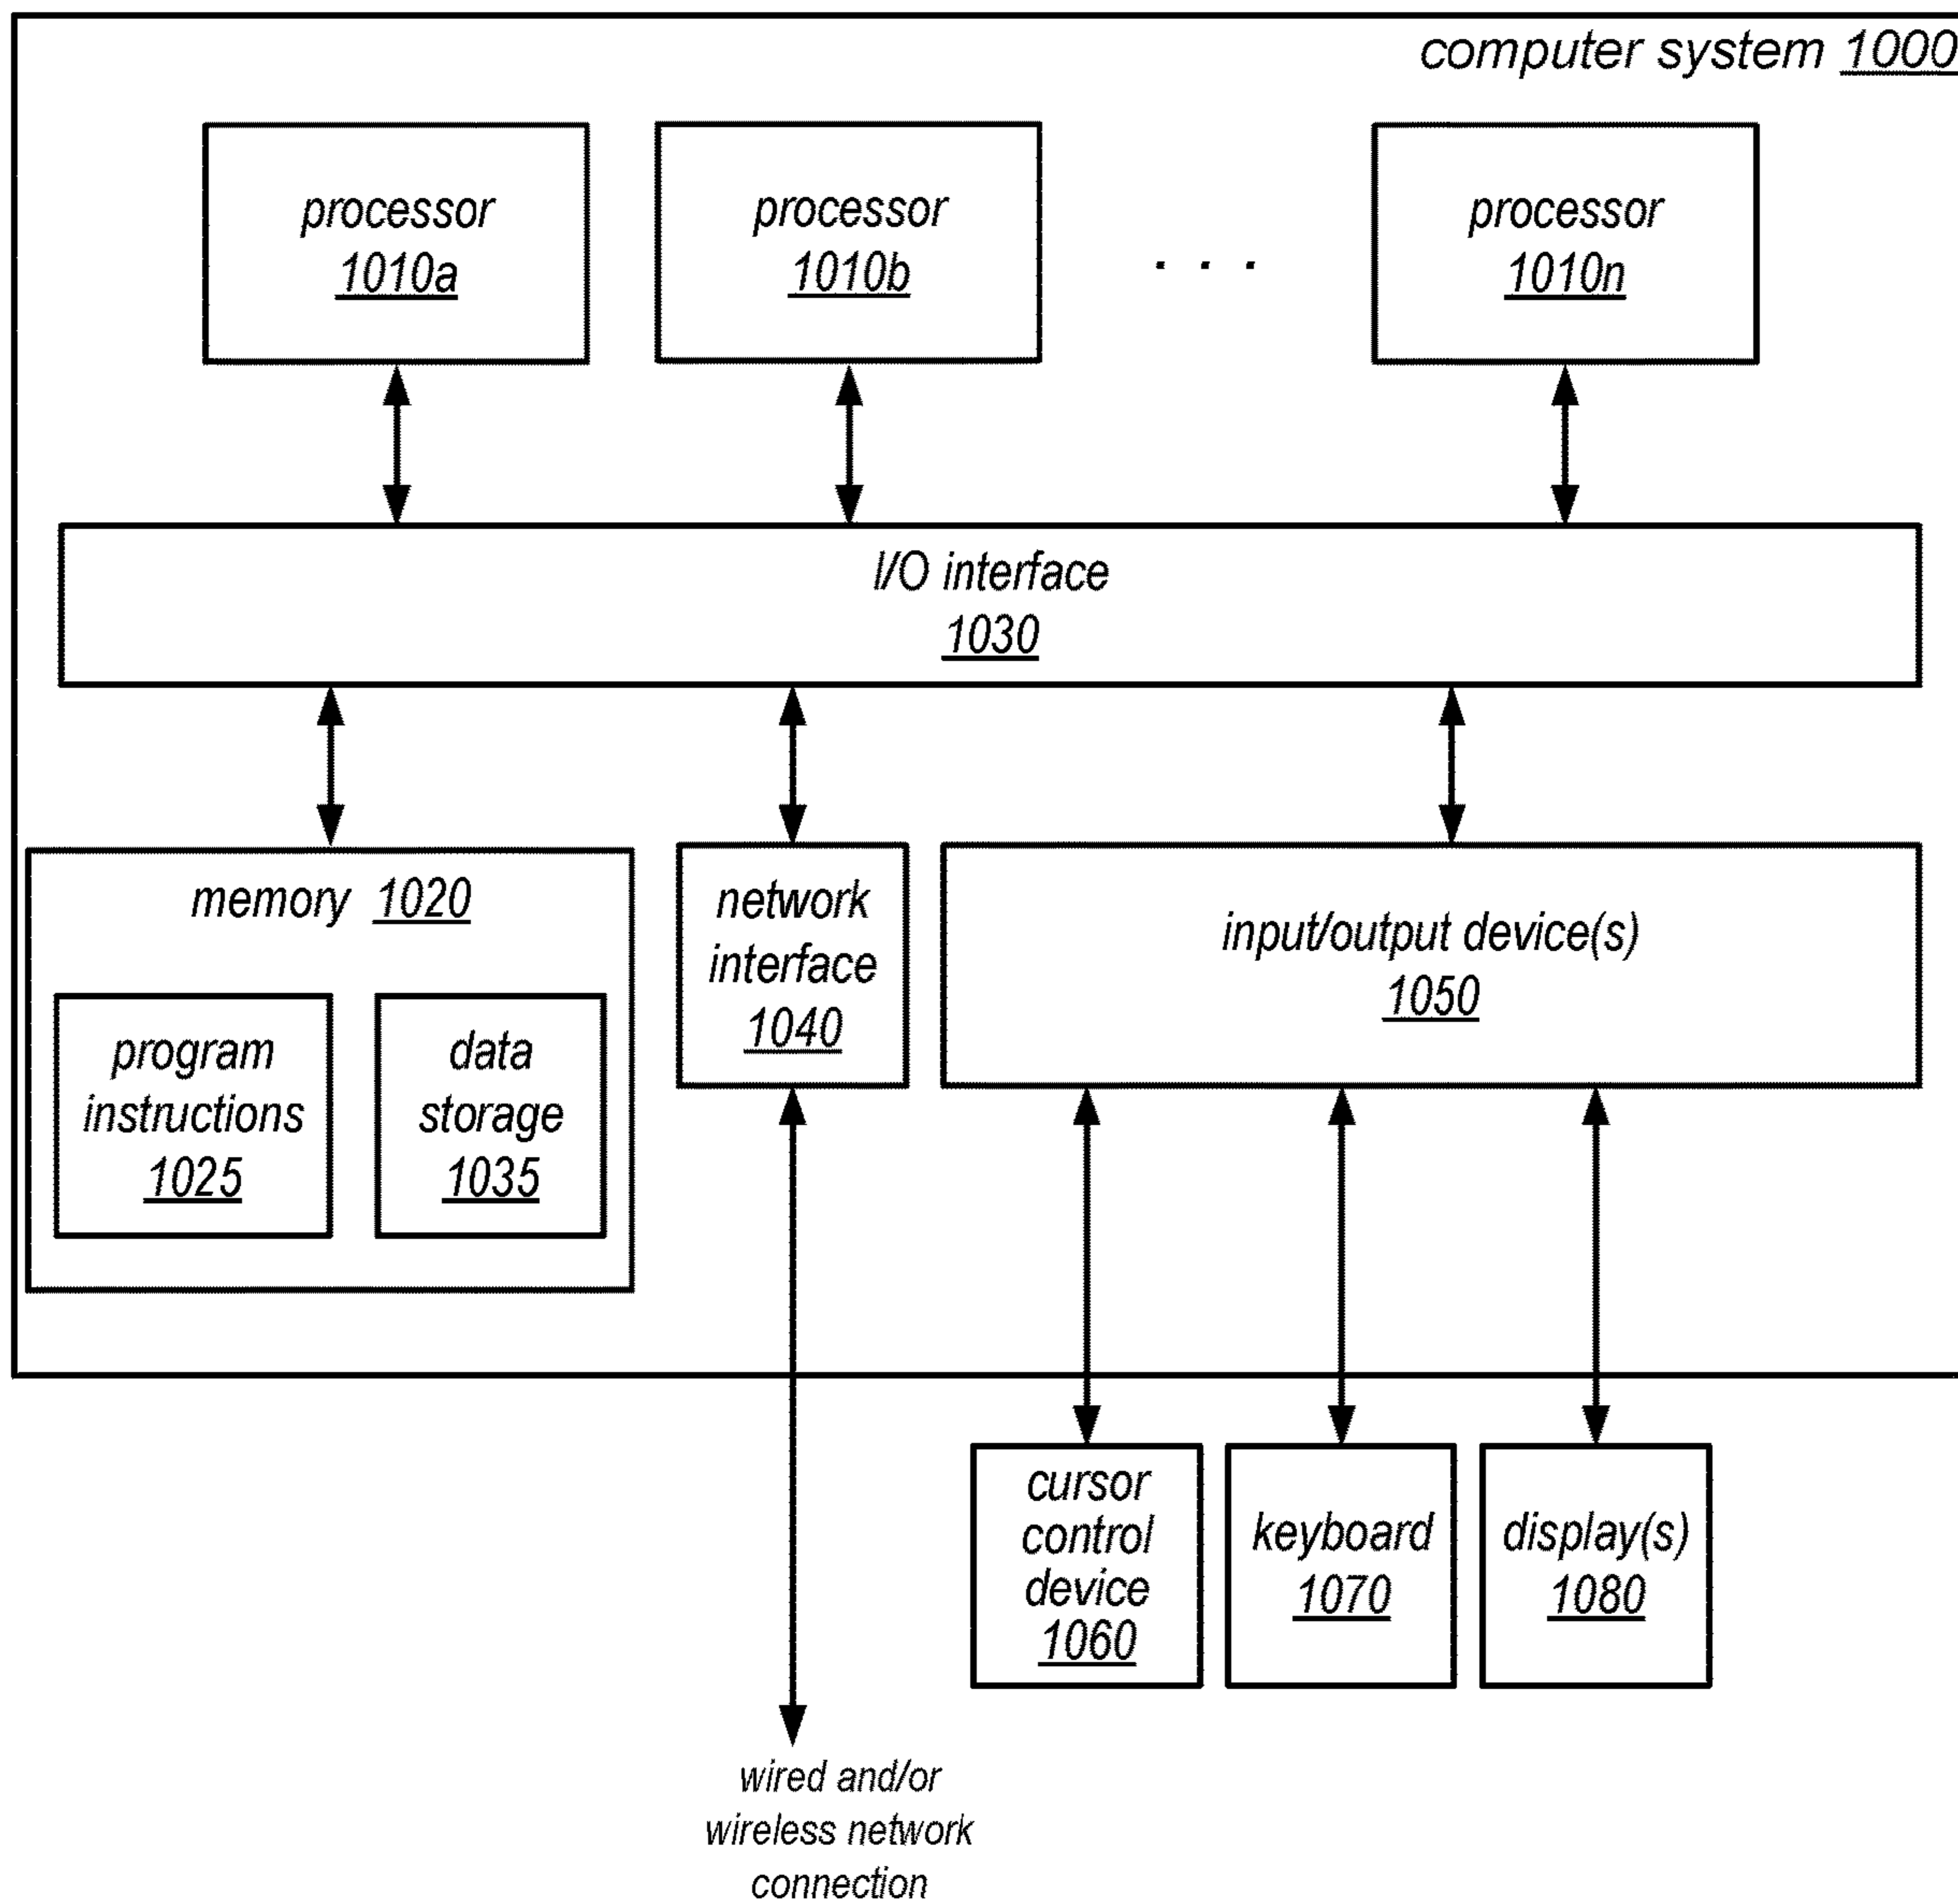 computer system 1000
processor
1010a
processor
1010b
. . .
processor
1010n
I/O interface
1030
memory 1020
program
instructions
1025
data
storage
1035
network
interface
1040
input/output device(s)
1050
cursor
control
device
1060
keyboard
1070
display(s)
1080
wired and/or
wireless network
connection